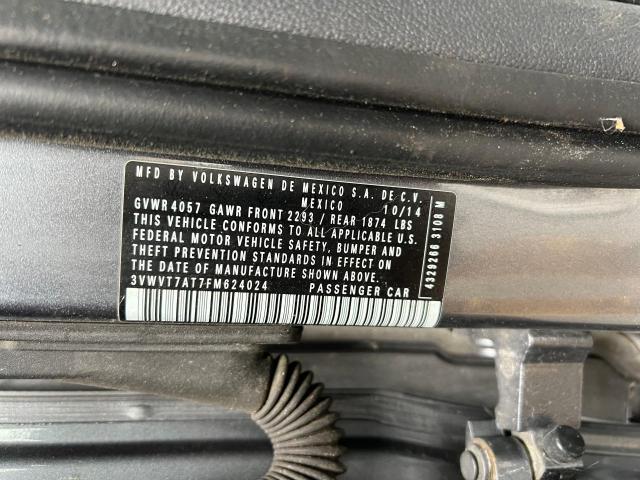 MFD BY VOLKSWAGEN DE MEXICO S.A. DE C.V.
MEXICO 10/14
GVWR 4057 GAWR FRONT 2293 / REAR 1874 LBS
THIS VEHICLE CONFORMS TO ALL APPLICABLE U.S.
FEDERAL MOTOR VEHICLE SAFETY, BUMPER AND
THEFT PREVENTION STANDARDS IN EFFECT ON
THE DATE OF MANUFACTURE SHOWN ABOVE.
3VWVT7AT7FM624024 PASSENGER CAR
4329266 3108 M